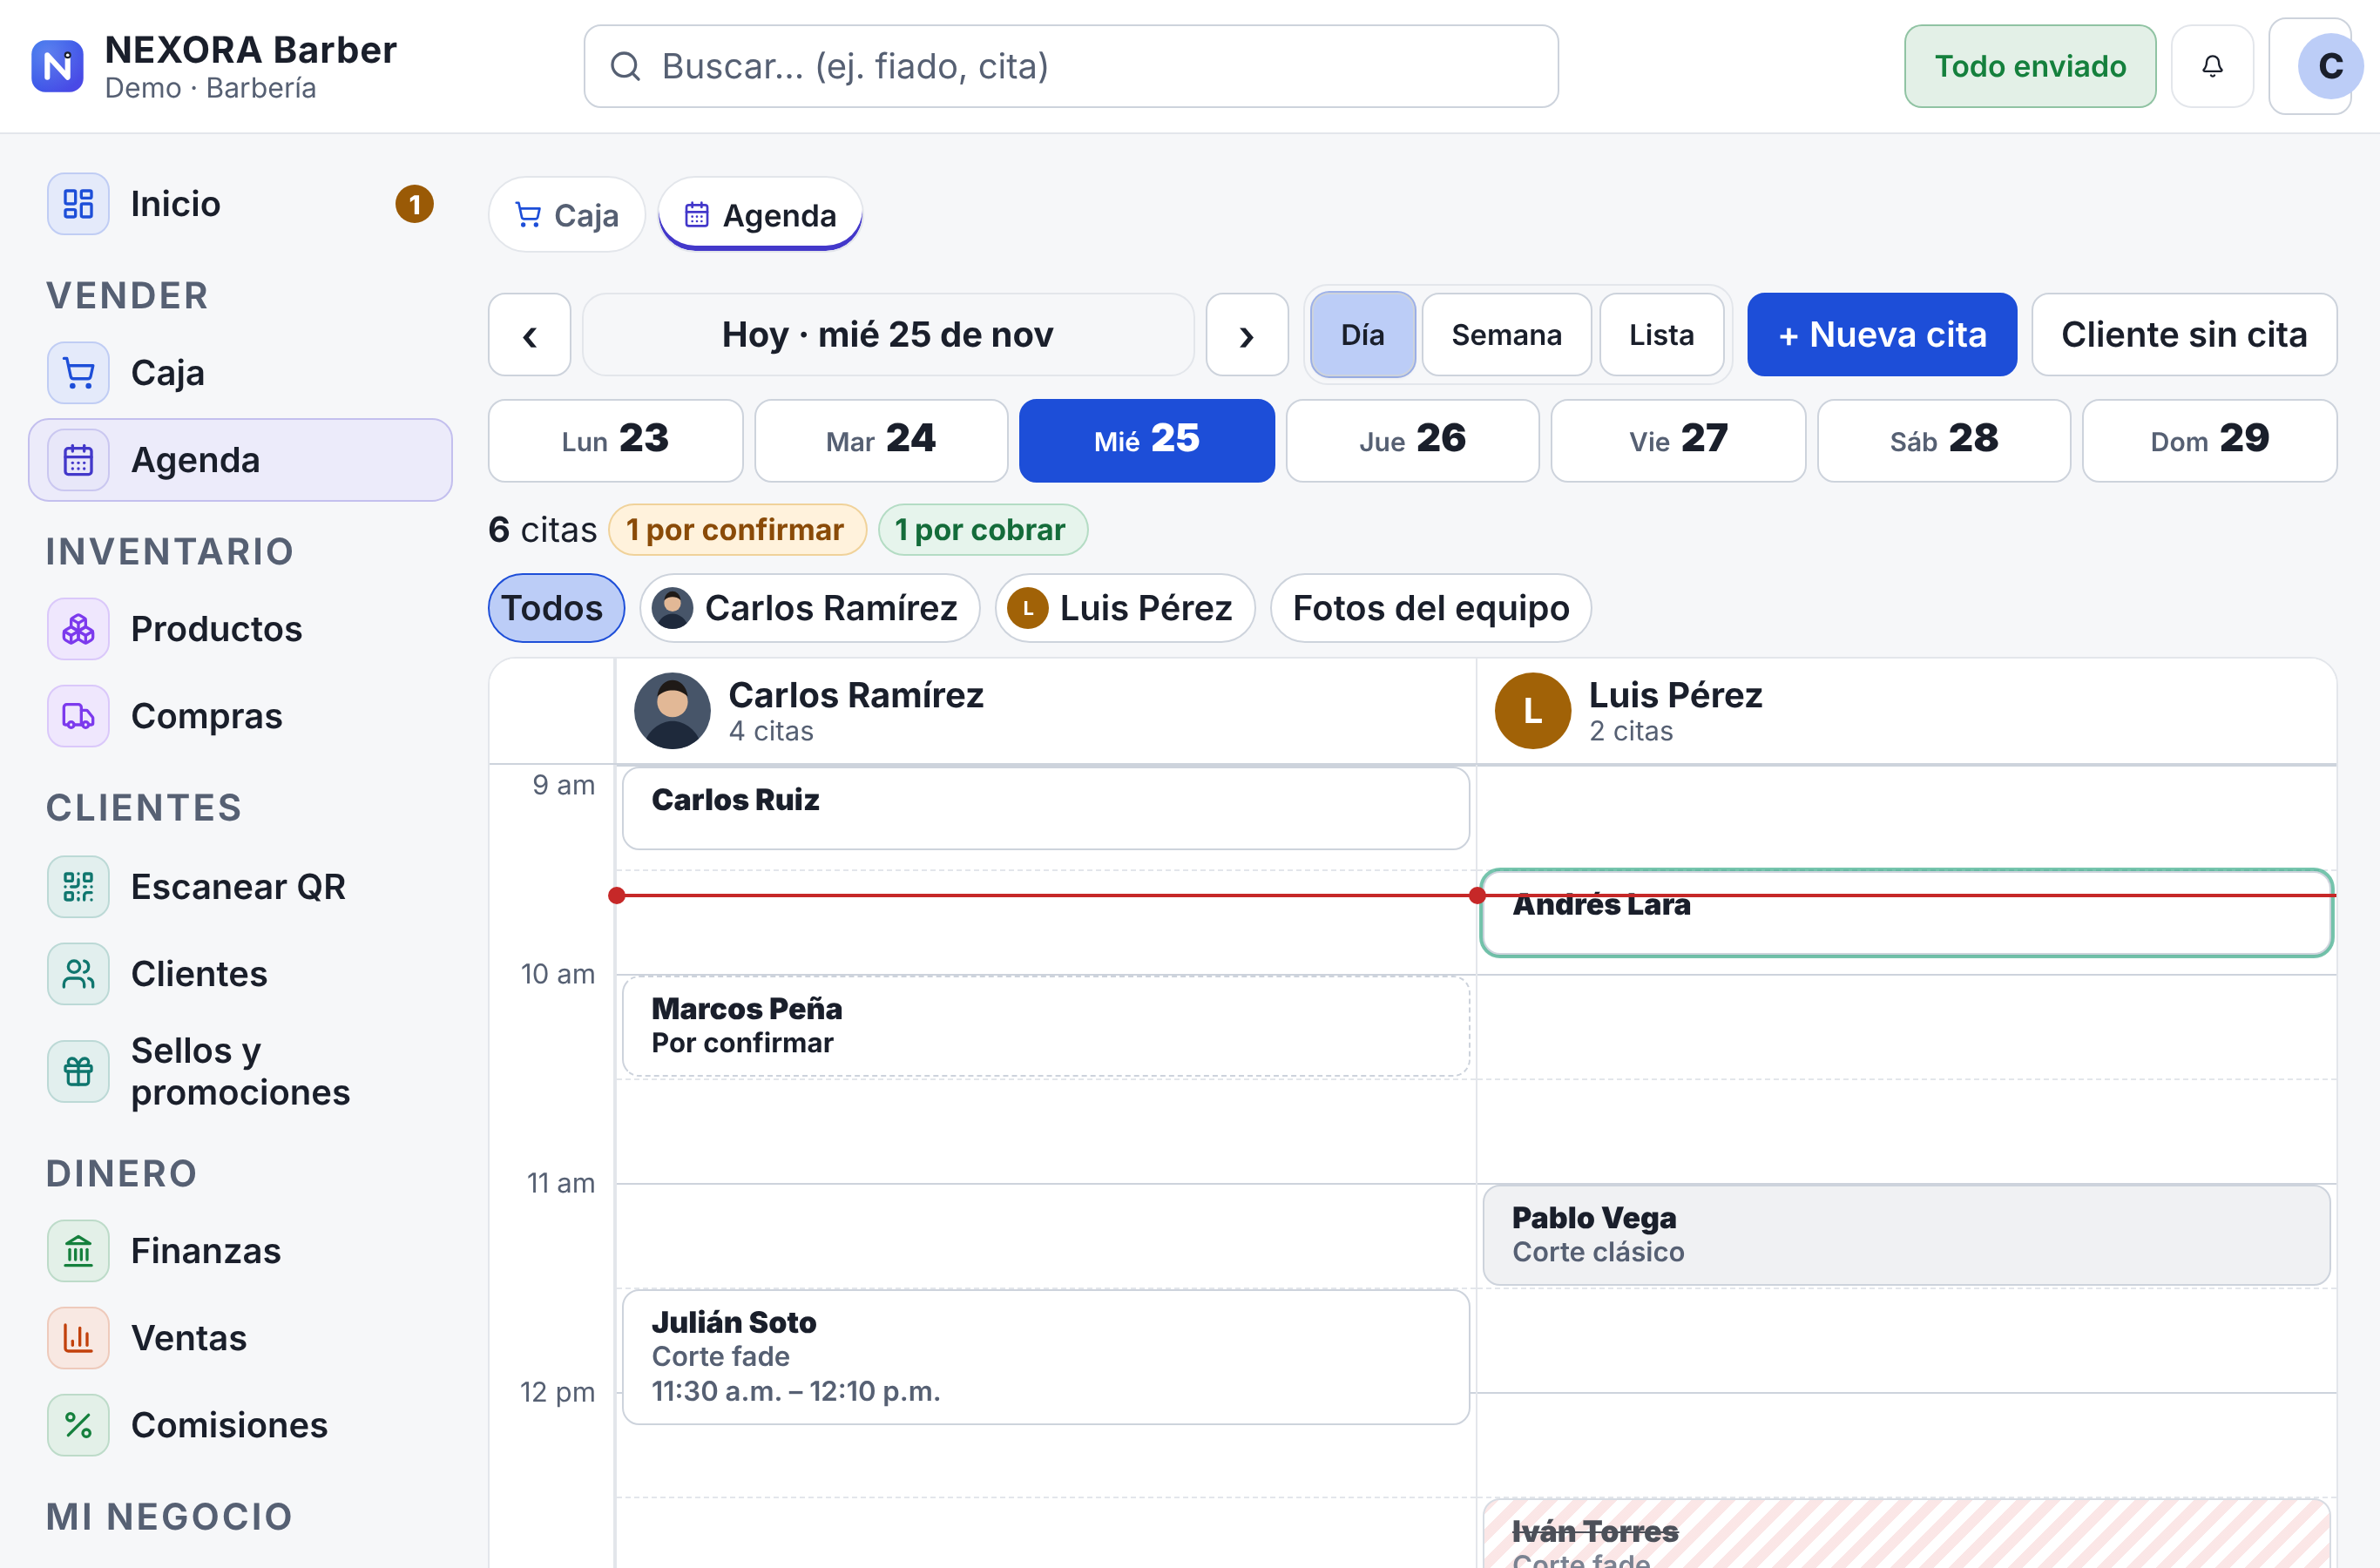 NEXORA Barber
Demo · Barbería
Buscar... (ej. fiado, cita)
Todo enviado
C
Inicio
1
VENDER
Caja
Agenda
INVENTARIO
Productos
Compras
CLIENTES
Escanear QR
Clientes
Sellos y
promociones
DINERO
Finanzas
Ventas
Comisiones
MI NEGOCIO
Caja
Agenda
‹
Hoy · mié 25 de nov
›
Día
Semana
Lista
+ Nueva cita
Cliente sin cita
Lun 23
Mar 24
Mié 25
Jue 26
Vie 27
Sáb 28
Dom 29
6 citas
1 por confirmar
1 por cobrar
Todos
Carlos Ramírez
L
Luis Pérez
Fotos del equipo
Carlos Ramírez
4 citas
L
Luis Pérez
2 citas
9 am
Carlos Ruiz
Andrés Lara
10 am
Marcos Peña
Por confirmar
11 am
Pablo Vega
Corte clásico
Julián Soto
Corte fade
11:30 a.m. – 12:10 p.m.
12 pm
Iván Torres
Corte fade